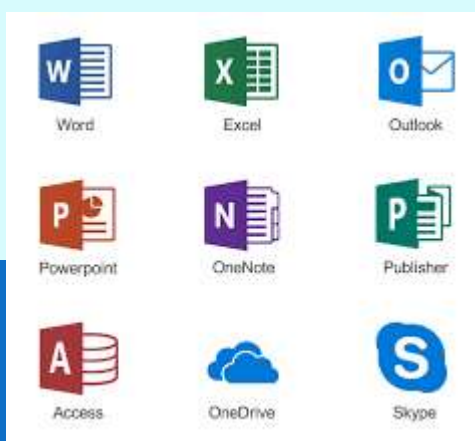 W
X
O
Word
Excel
Outlook
P
N
P
Powerpoint
OneNote
Publisher
A
S
Access
OneDrive
Skype